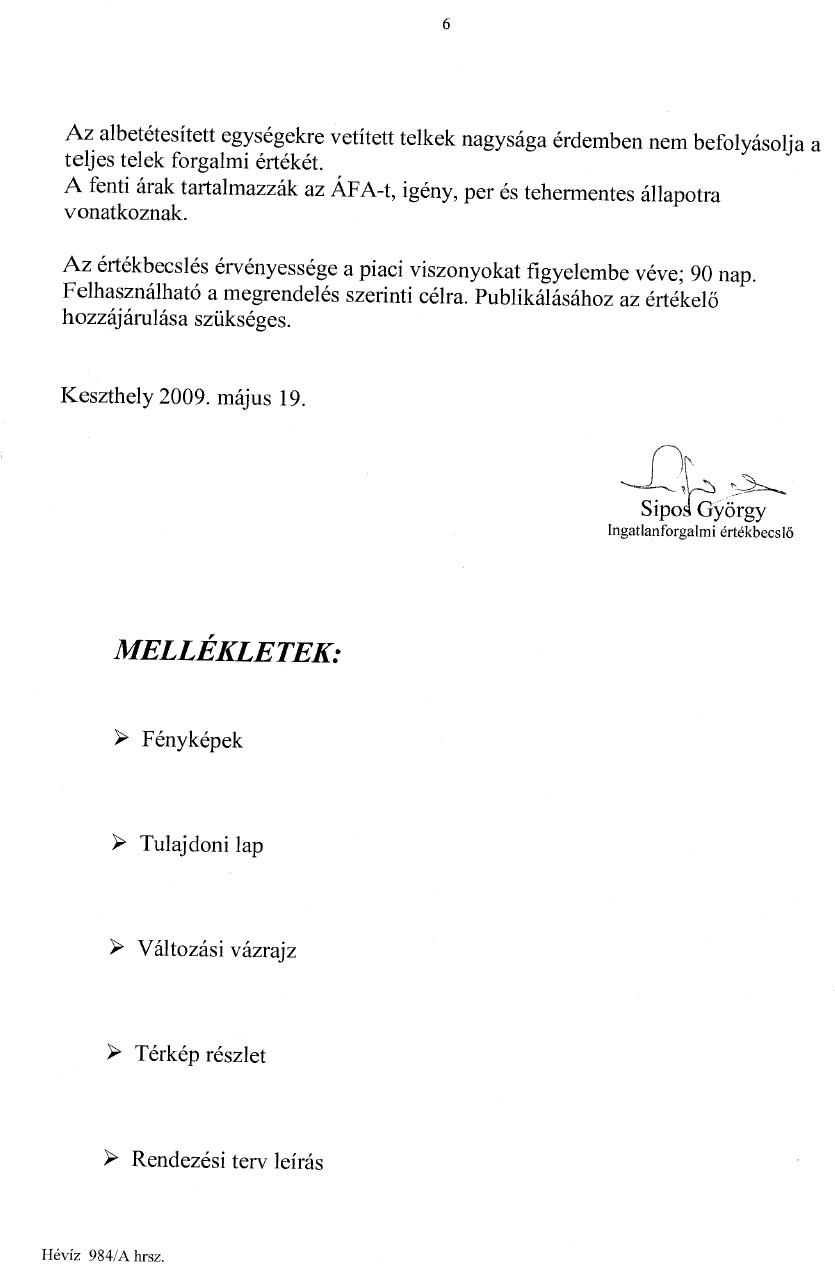 6
Az albetétesített egységekre vetített telkek nagysága érdemben nem befolyásolja a
teljes telek forgalmi értékét.
A fenti árak tartalmazzák az ÁFA-t, igény, per és tehermentes állapotra
vonatkoznak.
Az értékbecslés érvényessége a piaci viszonyokat figyelembe véve; 90 nap.
Felhasználható a megrendelés szerinti célra. Publikálásához az értékelő
hozzájárulása szükséges.
Keszthely 2009. május 19.
Sipos György
Ingatlanforgalmi értékbecslő
MELLÉKLETEK:
➢ Fényképek
➢ Tulajdoni lap
➢ Változási vázrajz
➢ Térkép részlet
➢ Rendezési terv leírás
Hévíz 984/A hrsz.